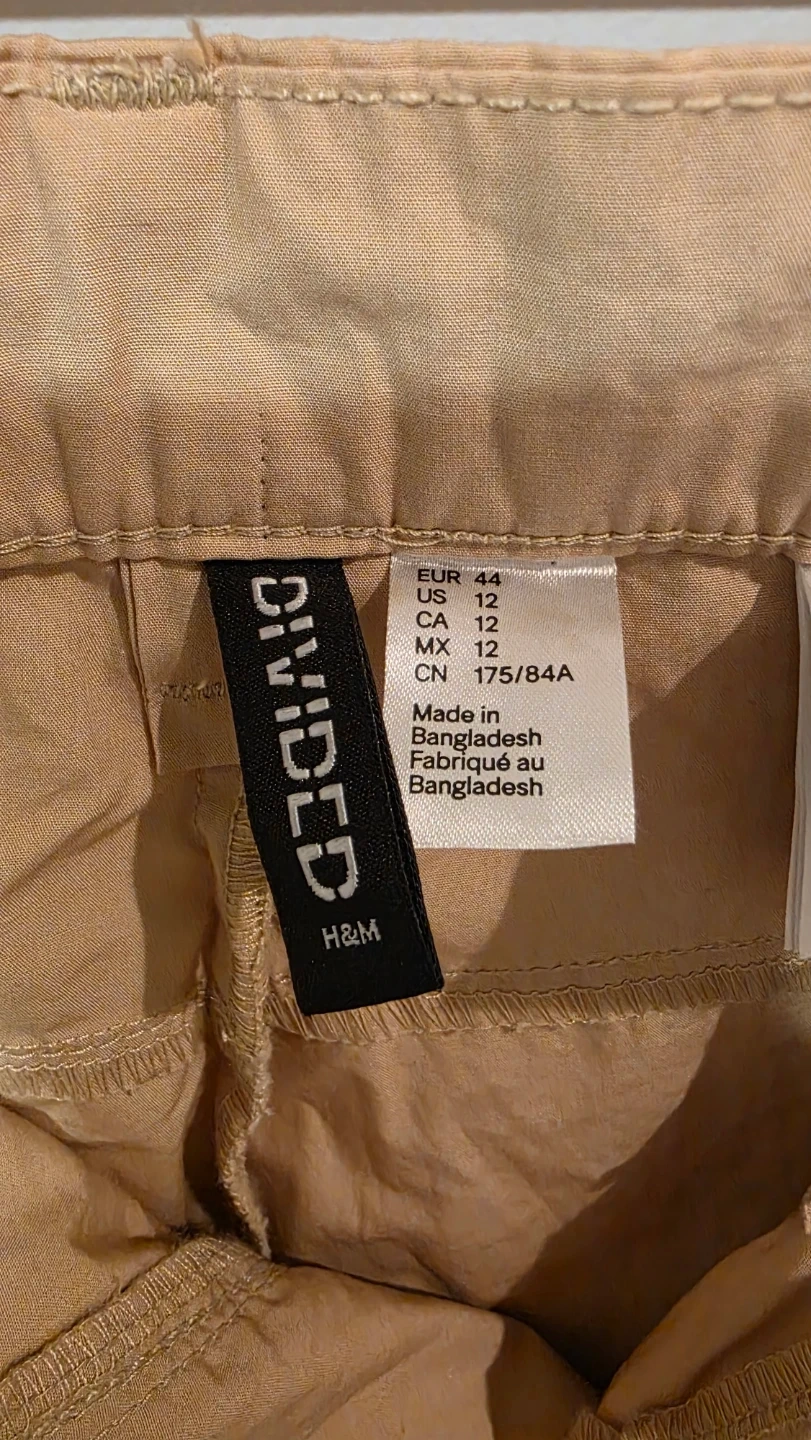 DIVIDED
H&M
EUR 44
US 12
CA 12
MX 12
CN 175/84A
Made in
Bangladesh
Fabriqué au
Bangladesh